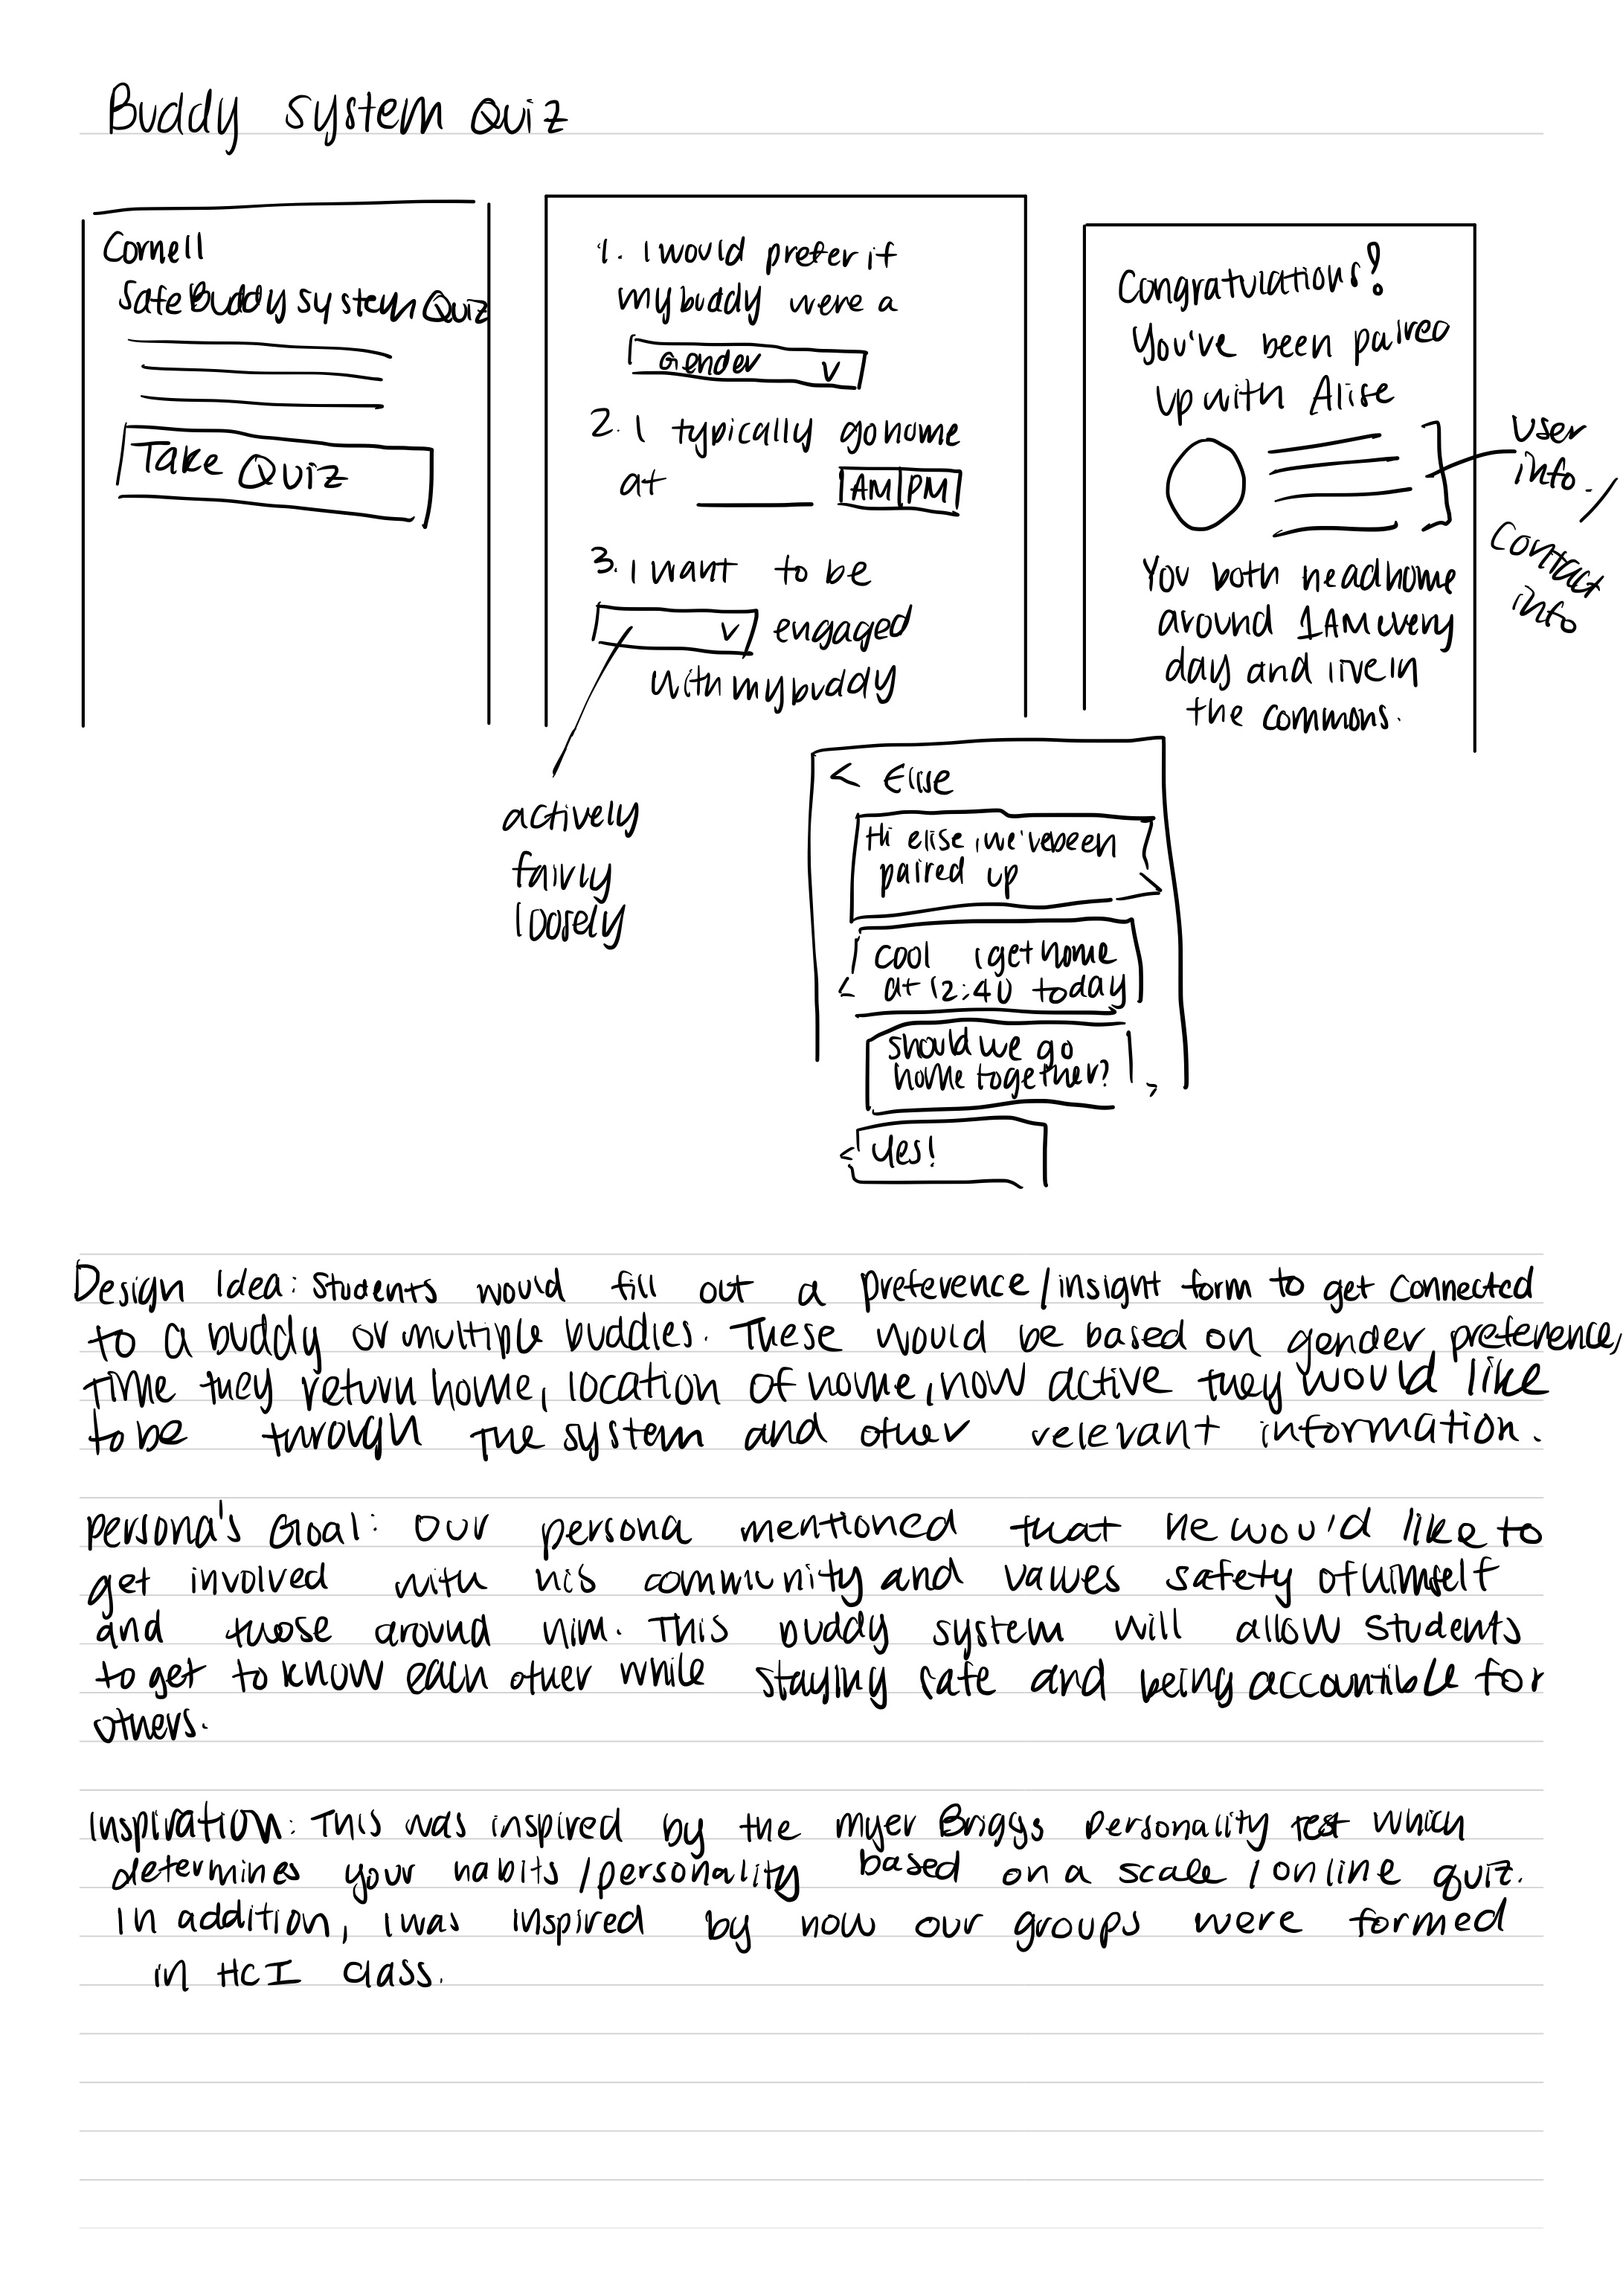 Buddy System Quiz
Cornell
Safe Buddy System Quiz
Take Quiz
1. I would prefer if
my buddy were a
Gender v
2. I typically go home
at AM PM
3. I want to be
v engaged
with my buddy
actively
fairly
loosely
Congratulations!
You've been paired
up with Alise
user
info. /
contact
info
You both head home
around 1AM every
day and live in
the commons.
< Elise
Hi elise, we've been
paired up
cool i get home
at 12:40 today
should we go
home together?
Yes!
Design Idea: Students would fill out a preference/insight form to get connected
to a buddy or multiple buddies. These would be based on gender preference,
time they return home, location of home, how active they would like
to be through the system and other relevant information.
Persona's Goal: Our persona mentioned that he would like to
get involved with his community and values safety of himself
and those around him. This buddy system will allow students
to get to know each other while staying safe and being accountible for
others.
Inspiration: This was inspired by the myer Briggs Personality test which
determines your habits/personality based on a scale/online quiz.
In addition, I was inspired by how our groups were formed
in HCI class.